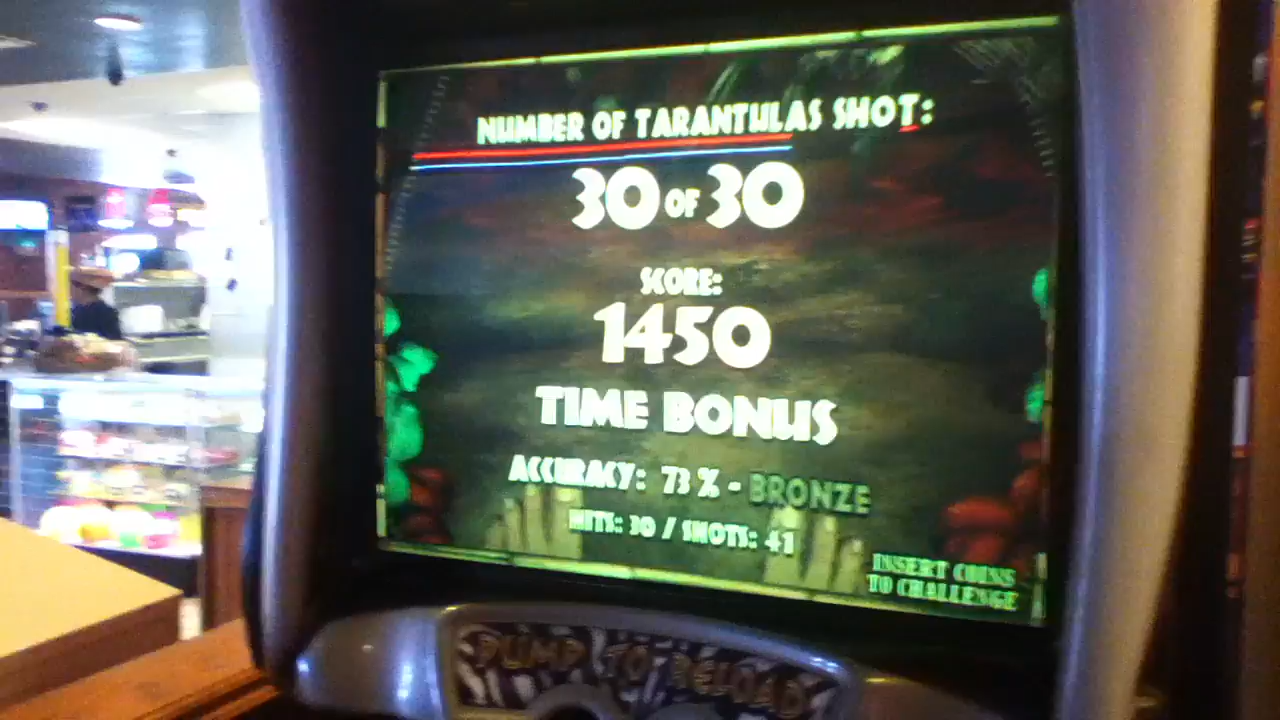 NUMBER OF TARANTULAS SHOT:
30 OF 30
SCORE:
1450
TIME BONUS
ACCURACY: 73 % - BRONZE
HITS: 30 / SHOTS: 41
INSERT COINS
TO CHALLENGE
PUMP TO RELOAD